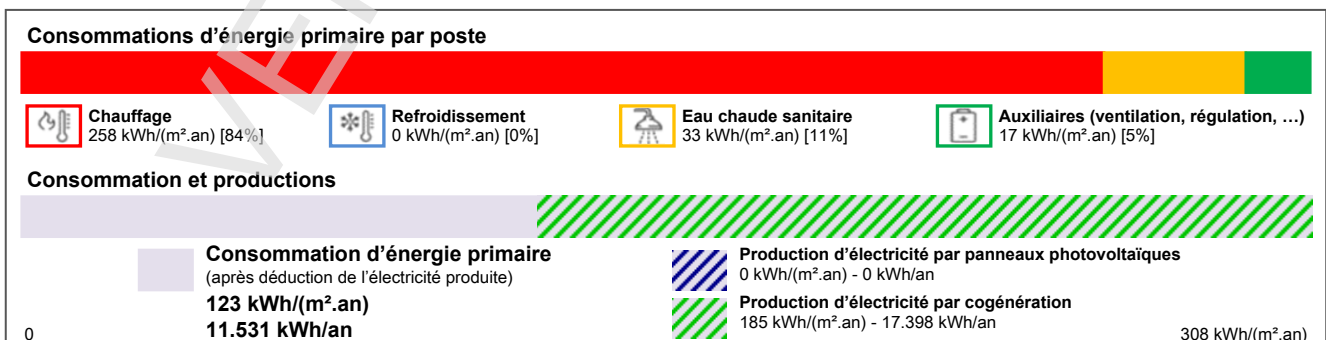 Consommations d'énergie primaire par poste
Chauffage
258 kWh/(m².an) [84%]
Refroidissement
0 kWh/(m².an) [0%]
Eau chaude sanitaire
33 kWh/(m².an) [11%]
Auxiliaires (ventilation, régulation, …)
17 kWh/(m².an) [5%]
Consommation et productions
Consommation d'énergie primaire
(après déduction de l'électricité produite)
123 kWh/(m².an)
11.531 kWh/an
Production d'électricité par panneaux photovoltaïques
0 kWh/(m².an) - 0 kWh/an
Production d'électricité par cogénération
185 kWh/(m².an) - 17.398 kWh/an
0
308 kWh/(m².an)